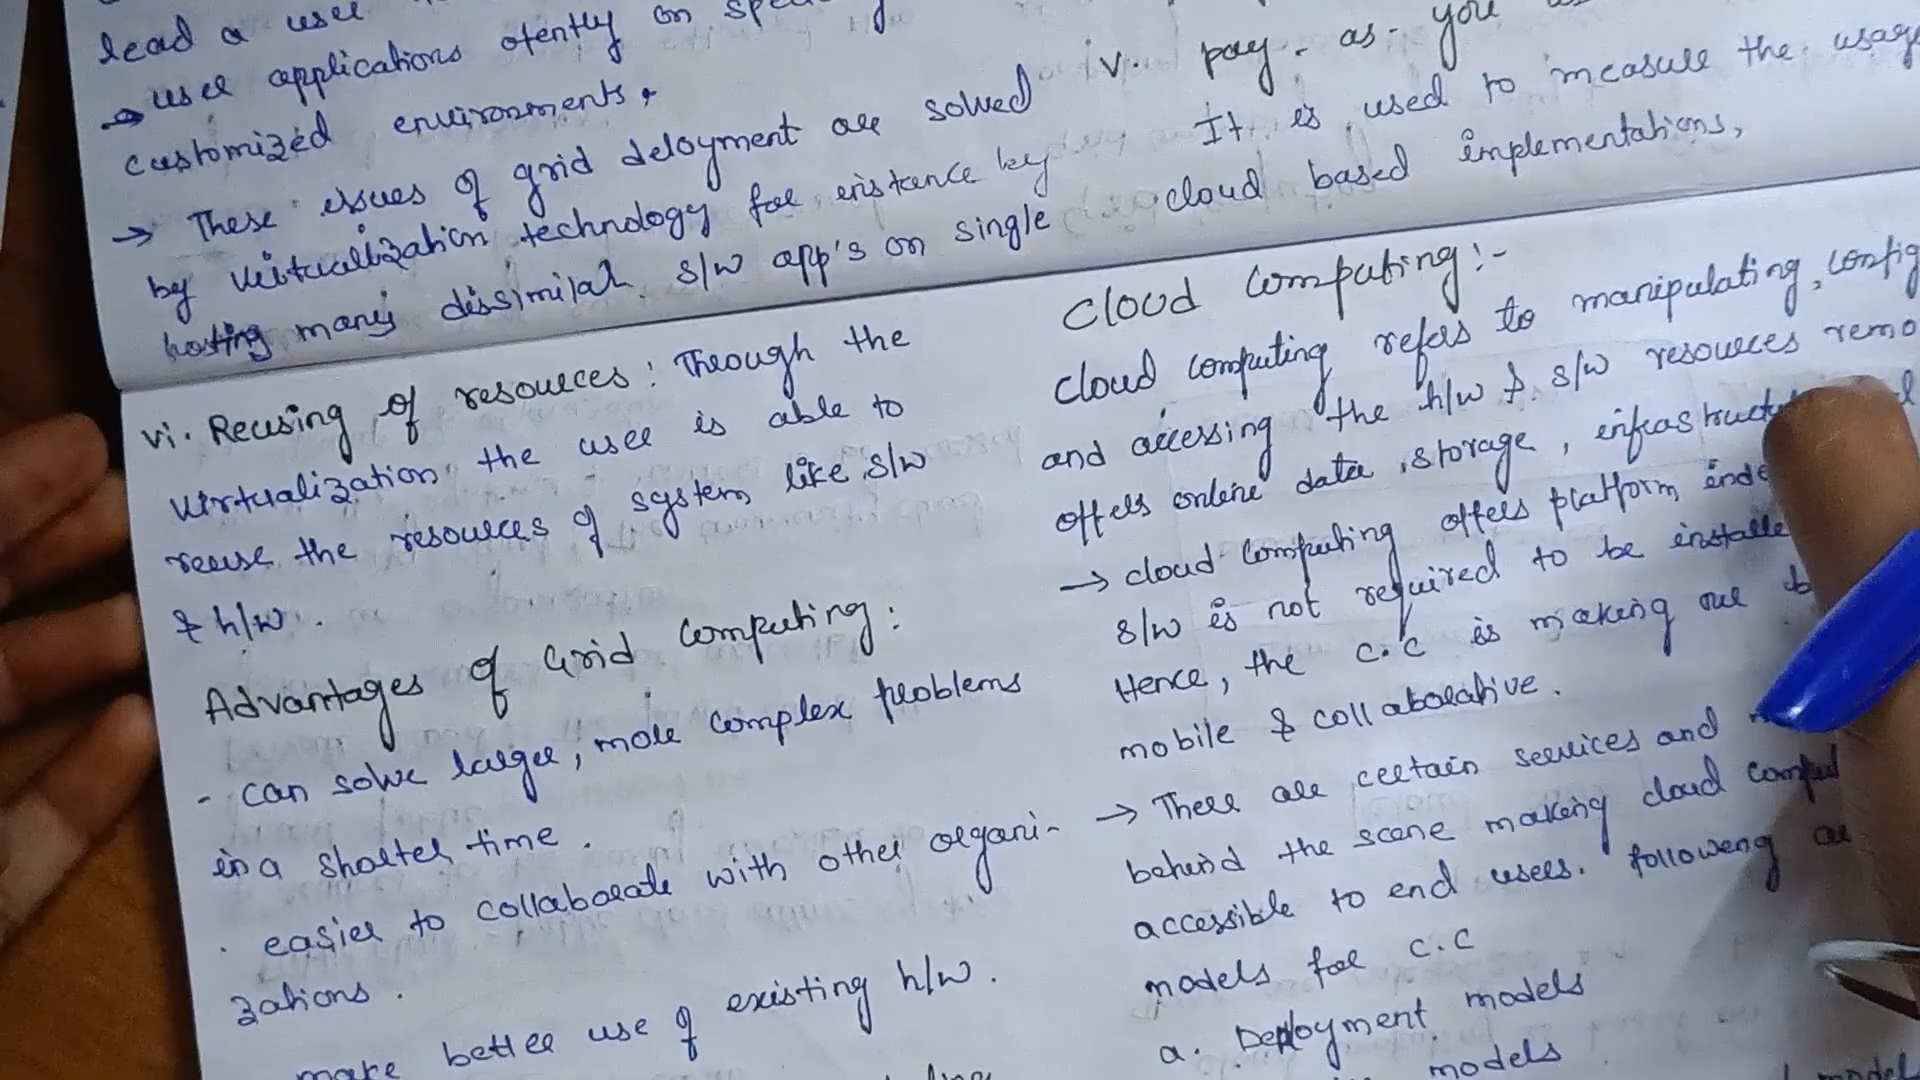 lead a user
→ user applications otently on
customized environments.
→ These issues of grid deloyment are solved
by virtualization technology for existance by
hosting many dissimilar s/w app's on single
vi. Reusing of resources: Through the
virtualization the user is able to
reuse the resources of system like s/w
& h/w.
Advantages of Grid Computing:
- can solve larger, more complex problems
in a shorter time.
. easier to collaborate with other organi-
zations.
make better use of existing h/w.
v. pay-as-you
It is used to measure the usage
cloud based implementations,
Cloud Computing:-
cloud computing refers to manipulating, config
and accessing the h/w & s/w resources remo
offers online data storage, infrastruct
→ cloud computing offers platform inde
s/w is not required to be installe
Hence, the c.c is making our b
mobile & collaborative.
→ There are certain services and
behind the scene making cloud comput
accessible to end users. following are
models for c.c
a. Deployment models
models